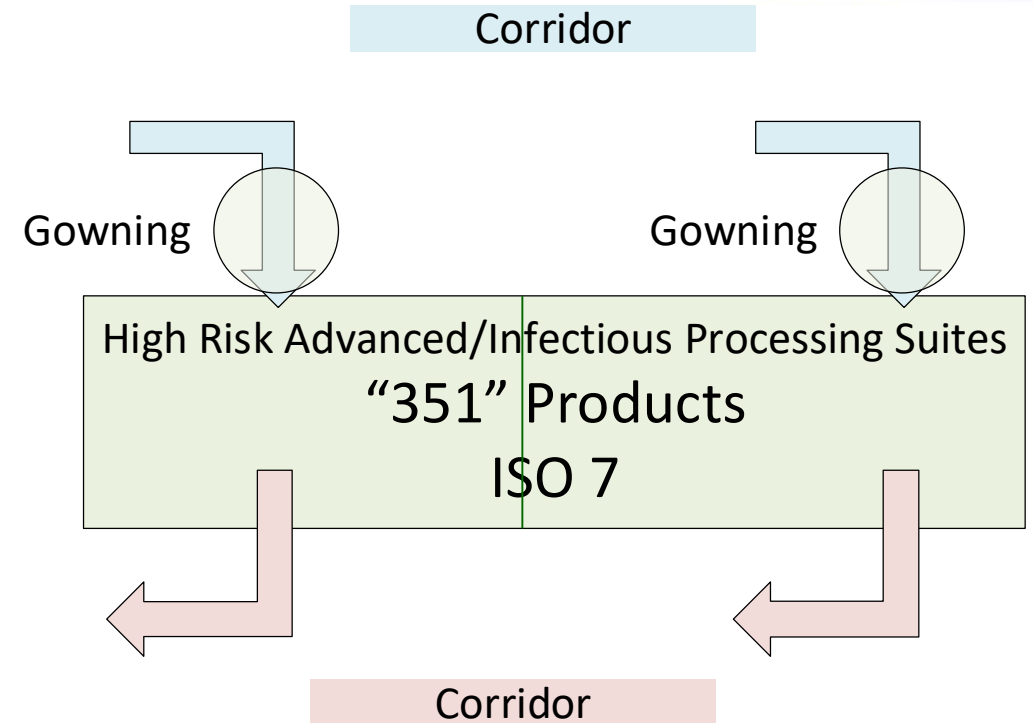 Corridor
Gowning
Gowning
High Risk Advanced/Infectious Processing Suites
“351” Products
ISO 7
Corridor